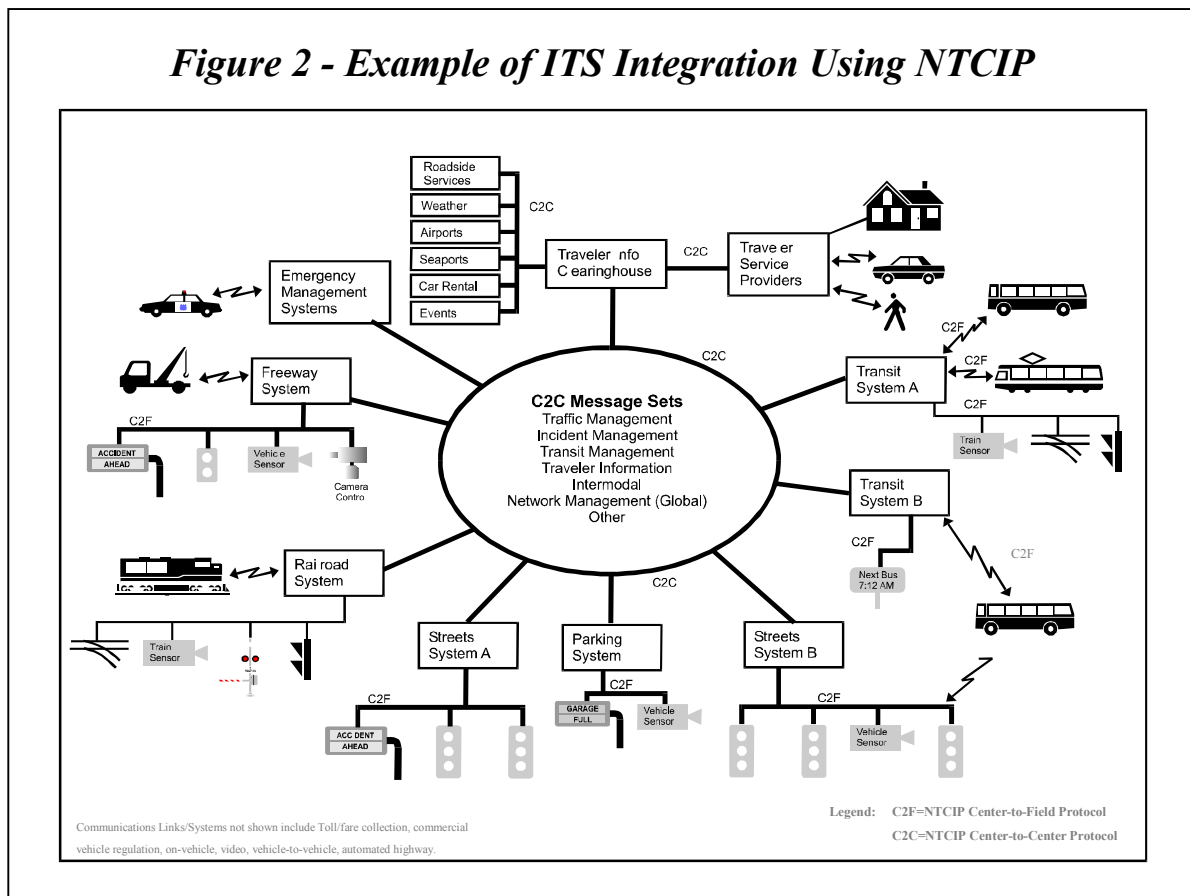 Figure 2 - Example of ITS Integration Using NTCIP
Roadside
Services
Weather
Airports
Seaports
Car Rental
Events
C2C
Traveler nfo
C earinghouse
C2C
Trave er
Service
Providers
Emergency
Management
Systems
Freeway
System
C2F
ACCIDENT
AHEAD
Vehicle
Sensor
Camera
Contro
C2C
C2C Message Sets
Traffic Management
Incident Management
Transit Management
Traveler Information
Intermodal
Network Management (Global)
Other
C2C
C2F
C2F
Transit
System A
C2F
Train
Sensor
Transit
System B
C2F
Next Bus
7:12 AM
C2F
Rai road
System
Train
Sensor
Streets
System A
C2F
ACC DENT
AHEAD
Parking
System
C2F
GARAGE
FULL
Vehicle
Sensor
Streets
System B
C2F
Vehicle
Sensor
Communications Links/Systems not shown include Toll/fare collection, commercial
vehicle regulation, on-vehicle, video, vehicle-to-vehicle, automated highway.
Legend: C2F=NTCIP Center-to-Field Protocol
C2C=NTCIP Center-to-Center Protocol